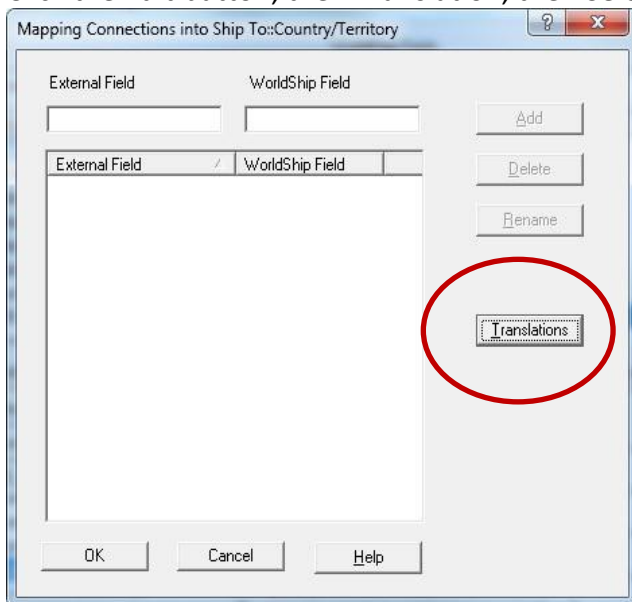 Mapping Connections into Ship To::Country/Territory
External Field WorldShip Field
Add
External Field WorldShip Field
Delete
Rename
Translations
OK Cancel Help